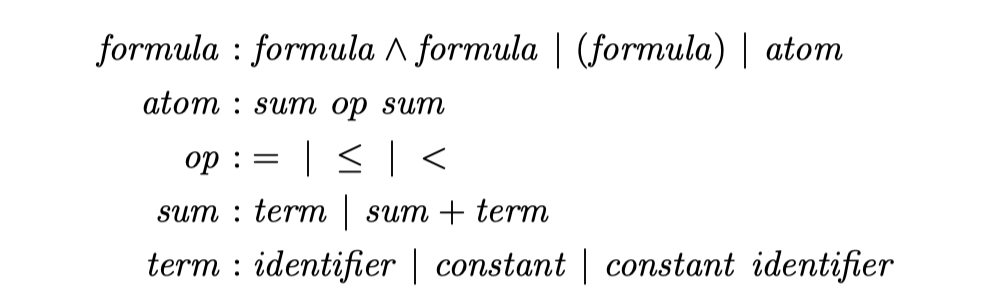 formula : formula ∧ formula | (formula) | atom
atom : sum op sum
op : = | ≤ | <
sum : term | sum + term
term : identifier | constant | constant identifier